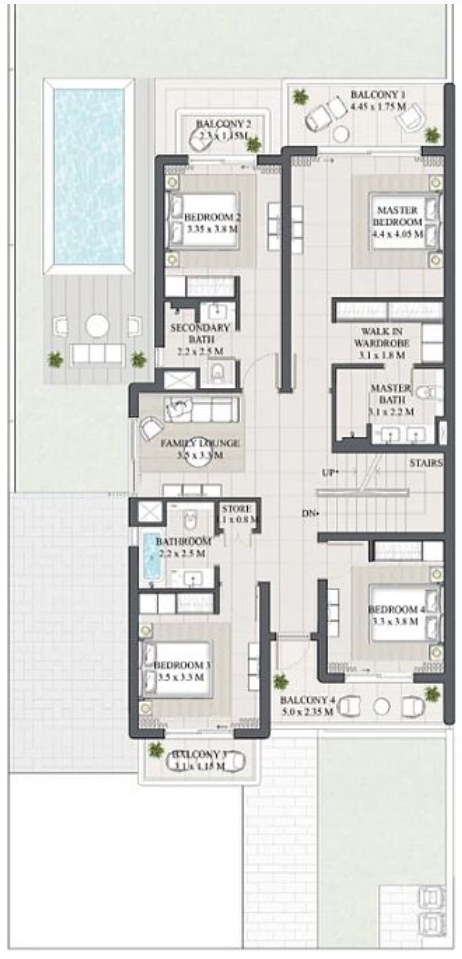 BALCONY 1
4.45 x 1.75 M
BALCONY 2
2.3 x 1.15M
BEDROOM 2
3.35 x 3.8 M
MASTER
BEDROOM
4.4 x 4.05 M
SECONDARY
BATH
2.2 x 2.5 M
WALK IN
WARDROBE
3.1 x 1.8 M
MASTER
BATH
3.1 x 2.2 M
FAMILY LOUNGE
3.5 x 3.3 M
STAIRS
UP
DN
STORE
1.1 x 0.8 M
BATHROOM
2.2 x 2.5 M
BEDROOM 4
3.3 x 3.8 M
BEDROOM 3
3.5 x 3.3 M
BALCONY 4
5.0 x 2.35 M
BALCONY 3
3.1 x 1.15 M